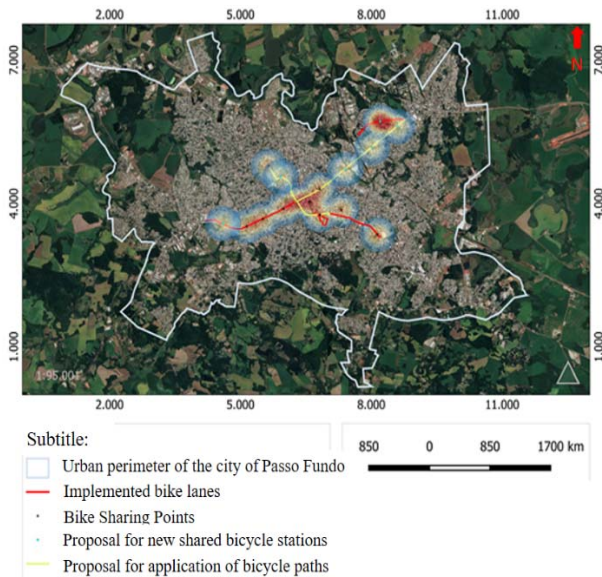 2.000 5.000 8.000 11.000
7.000 7.000
N
4.000 4.000
1.000 1.000
1:95.001
2.000 5.000 8.000 11.000
Subtitle:
850 0 850 1700 km
Urban perimeter of the city of Passo Fundo
Implemented bike lanes
Bike Sharing Points
Proposal for new shared bicycle stations
Proposal for application of bicycle paths